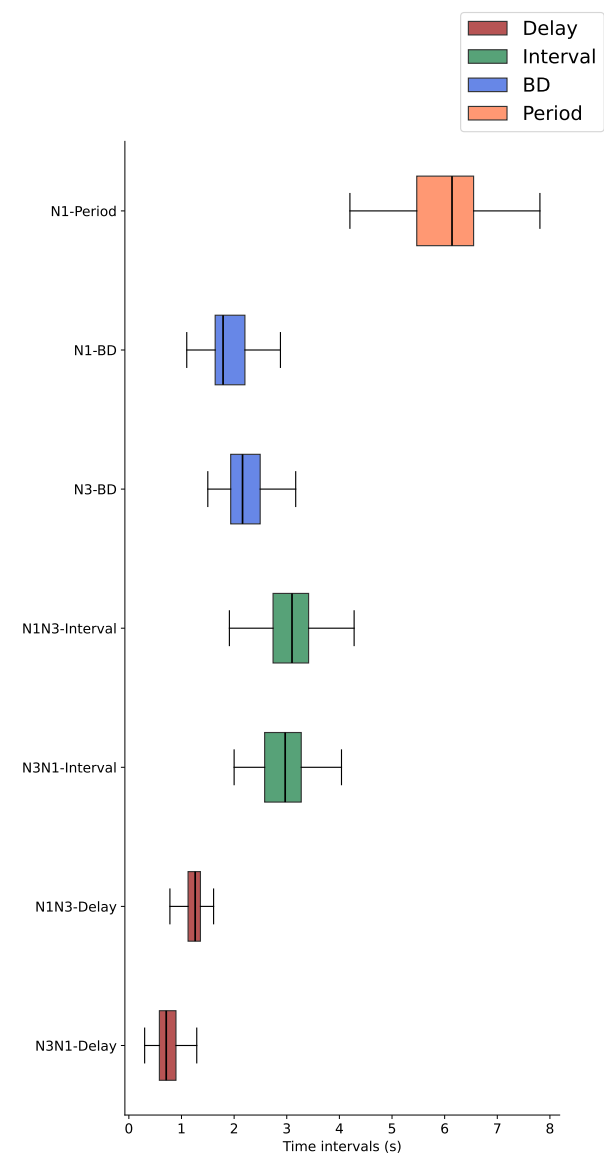 Delay
Interval
BD
Period
N1-Period
N1-BD
N3-BD
N1N3-Interval
N3N1-Interval
N1N3-Delay
N3N1-Delay
0 1 2 3 4 5 6 7 8
Time intervals (s)